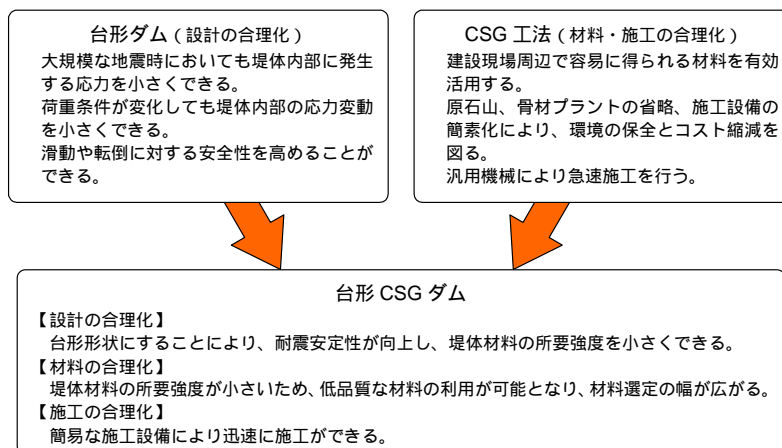 台形ダム（設計の合理化）
大規模な地震時においても堤体内部に発生
する応力を小さくできる。
荷重条件が変化しても堤体内部の応力変動
を小さくできる。
滑動や転倒に対する安全性を高めることが
できる。
CSG 工法（材料・施工の合理化）
建設現場周辺で容易に得られる材料を有効
活用する。
原石山、骨材プラントの省略、施工設備の
簡素化により、環境の保全とコスト縮減を
図る。
汎用機械により急速施工を行う。
台形 CSG ダム
【設計の合理化】
台形形状にすることにより、耐震安定性が向上し、堤体材料の所要強度を小さくできる。
【材料の合理化】
堤体材料の所要強度が小さいため、低品質な材料の利用が可能となり、材料選定の幅が広がる。
【施工の合理化】
簡易な施工設備により迅速に施工ができる。